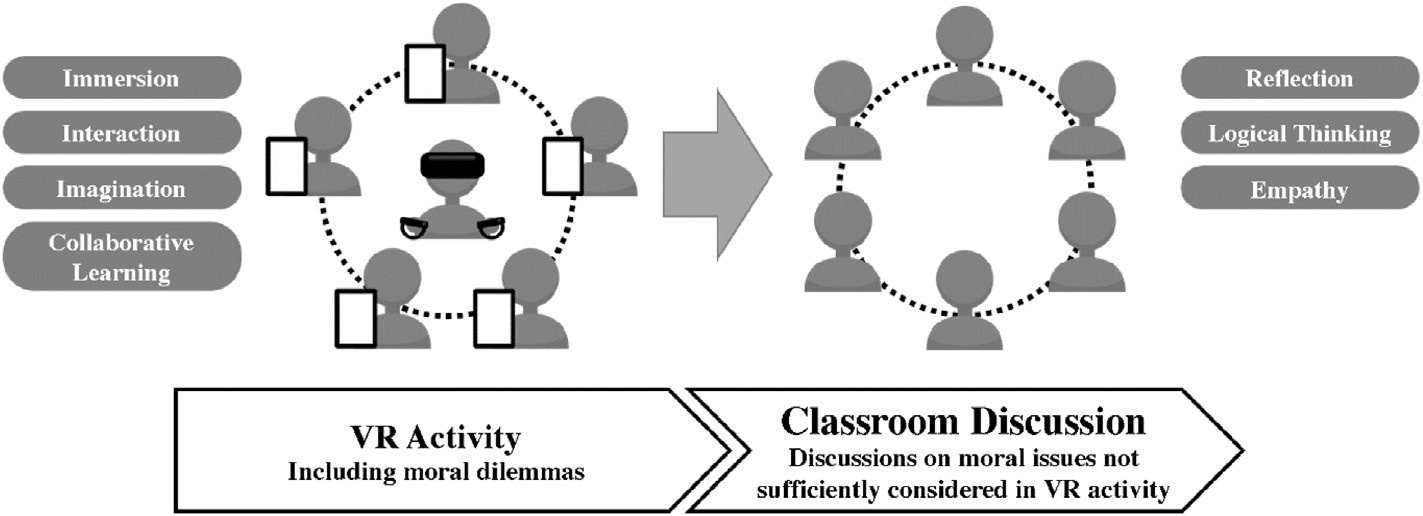 Immersion
Interaction
Imagination
Collaborative
Learning
Reflection
Logical Thinking
Empathy
VR Activity
Including moral dilemmas
Classroom Discussion
Discussions on moral issues not
sufficiently considered in VR activity